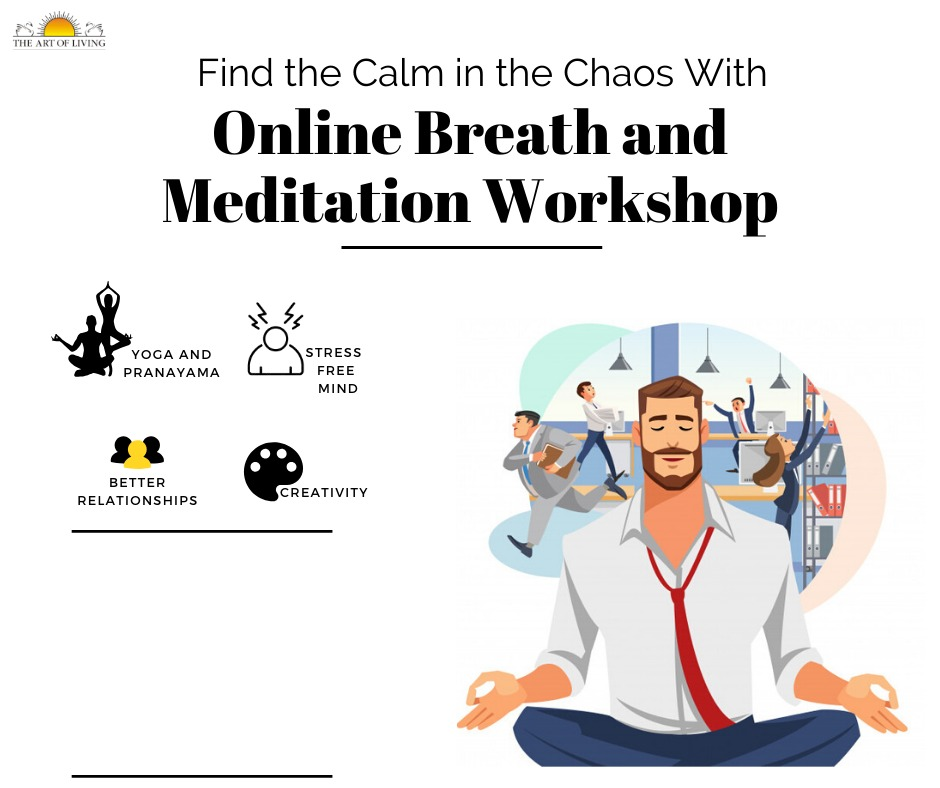 THE ART OF LIVING
Find the Calm in the Chaos With
Online Breath and
Meditation Workshop
YOGA AND
PRANAYAMA
STRESS
FREE
MIND
BETTER
RELATIONSHIPS
CREATIVITY